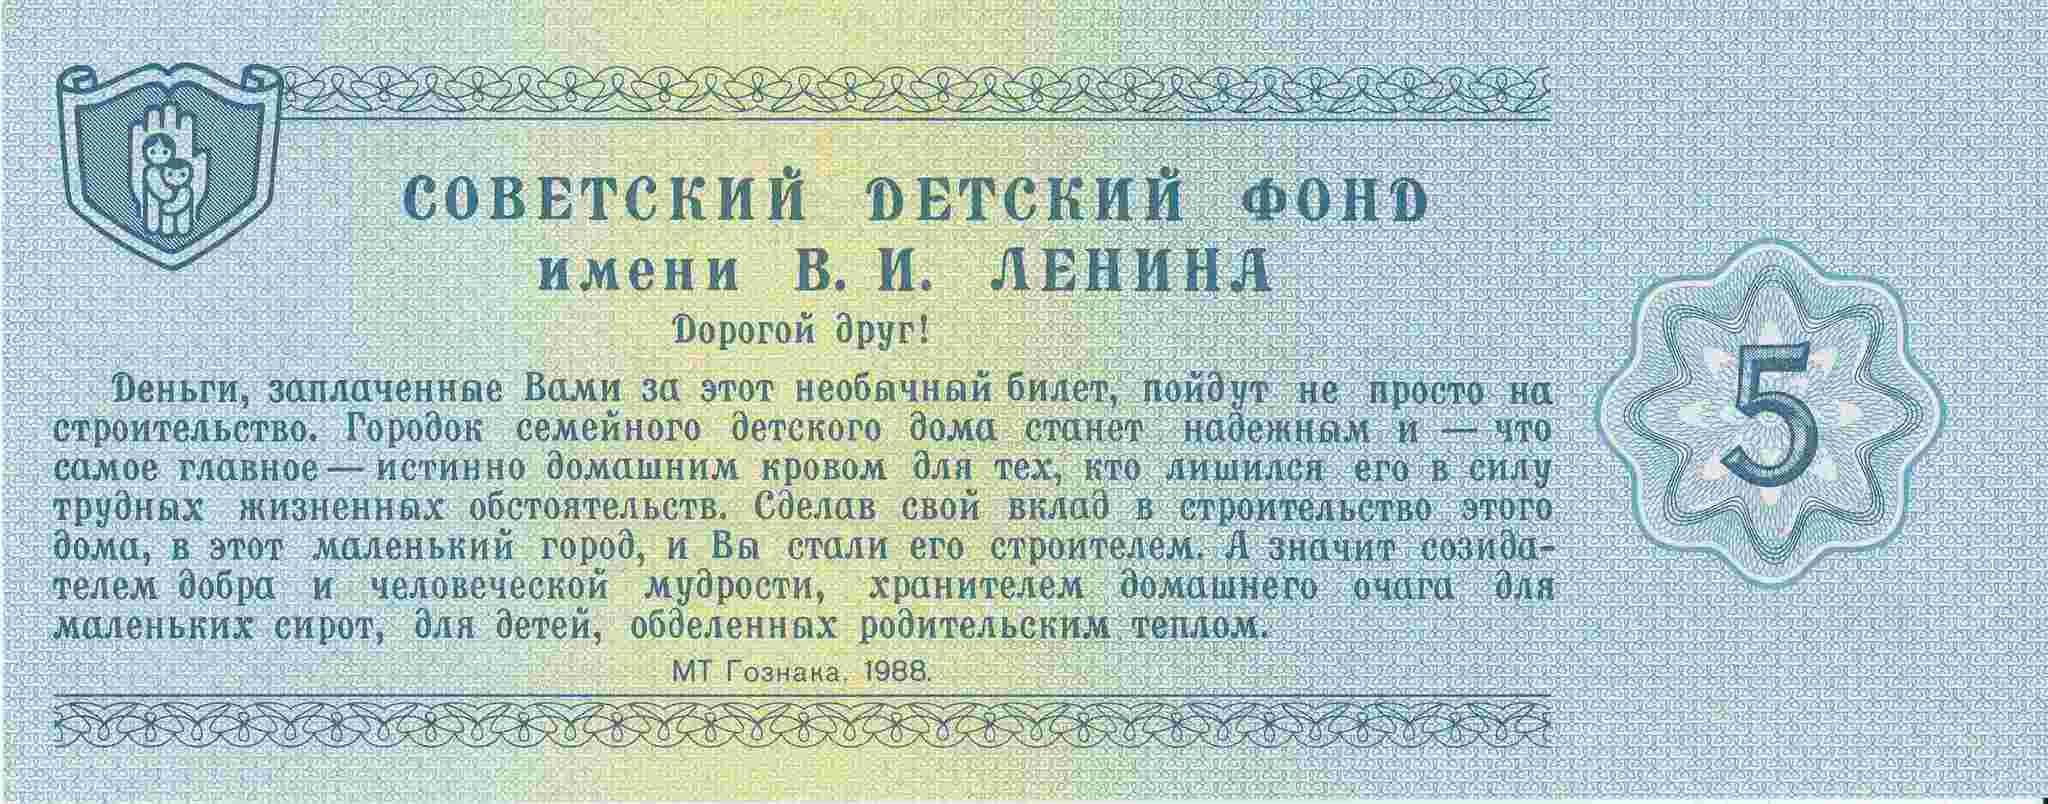 СОВЕТСКИЙ ДЕТСКИЙ ФОНД
имени В. И. ЛЕНИНА
Дорогой друг!
Деньги, заплаченные Вами за этот необычный билет, пойдут не просто на
строительство. Городок семейного детского дома станет надежным и — что
самое главное — истинно домашним кровом для тех, кто лишился его в силу
трудных жизненных обстоятельств. Сделав свой вклад в строительство этого
дома, в этот маленький город, и Вы стали его строителем. А значит созида-
телем добра и человеческой мудрости, хранителем домашнего очага для
маленьких сирот, для детей, обделенных родительским теплом.
МТ Гознака. 1988.
5